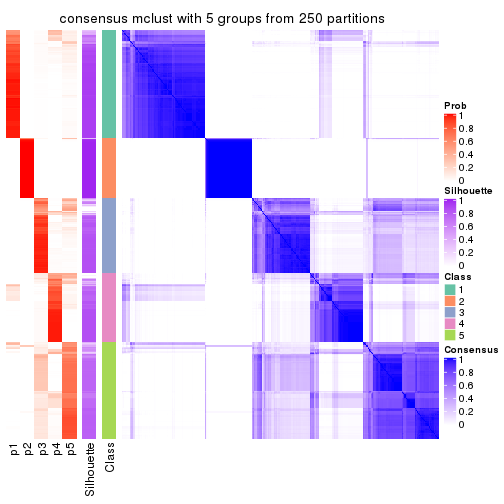 consensus mclust with 5 groups from 250 partitions
Prob
1
0.8
0.6
0.4
0.2
0
Silhouette
1
0.8
0.6
0.4
0.2
0
Class
1
2
3
4
5
Consensus
1
0.8
0.6
0.4
0.2
0
p1
p2
p3
p4
p5
Silhouette
Class